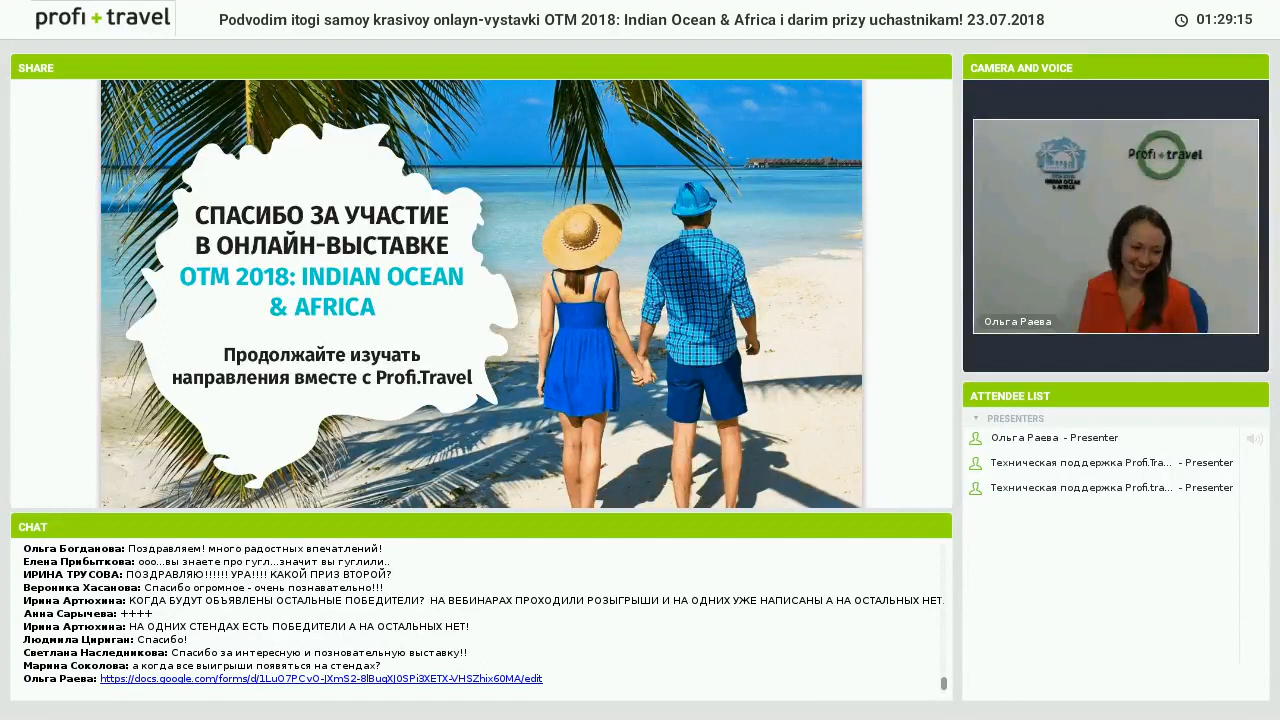 profi + travel
Podvodim itogi samoy krasivoy onlayn-vystavki OTM 2018: Indian Ocean & Africa i darim prizy uchastnikam! 23.07.2018
01:29:15
SHARE
СПАСИБО ЗА УЧАСТИЕ
В ОНЛАЙН-ВЫСТАВКЕ
OTM 2018: INDIAN OCEAN
& AFRICA
Продолжайте изучать
направления вместе с Profi.Travel
CAMERA AND VOICE
Profi + travel
INDIAN OCEAN
& AFRICA
Ольга Раева
ATTENDEE LIST
PRESENTERS
Ольга Раева - Presenter
Техническая поддержка Profi.Tra... - Presenter
Техническая поддержка Profi.tra... - Presenter
CHAT
Ольга Богданова: Поздравляем! много радостных впечатлений!
Елена Прибыткова: ооо...вы знаете про гугл...значит вы гуглили..
ИРИНА ТРУСОВА: ПОЗДРАВЛЯЮ!!!!!! УРА!!!! КАКОЙ ПРИЗ ВТОРОЙ?
Вероника Хасанова: Спасибо огромное - очень познавательно!!!
Ирина Артюхина: КОГДА БУДУТ ОБЪЯВЛЕНЫ ОСТАЛЬНЫЕ ПОБЕДИТЕЛИ? НА ВЕБИНАРАХ ПРОХОДИЛИ РОЗЫГРЫШИ И НА ОДНИХ УЖЕ НАПИСАНЫ А НА ОСТАЛЬНЫХ НЕТ.
Анна Сарычева: ++++
Ирина Артюхина: НА ОДНИХ СТЕНДАХ ЕСТЬ ПОБЕДИТЕЛИ А НА ОСТАЛЬНЫХ НЕТ!
Людмила Цириган: Спасибо!
Светлана Наследникова: Спасибо за интересную и позновательную выставку!!
Марина Соколова: а когда все выигрыши появяться на стендах?
Ольга Раева: https://docs.google.com/forms/d/1LuO7PCvO-JXmS2-8lBuqXJ0SPi3XETX-VHSZhix60MA/edit